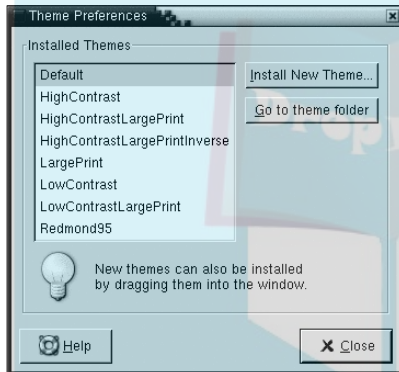 Theme Preferences
Installed Themes
Default
HighContrast
HighContrastLargePrint
HighContrastLargePrintInverse
LargePrint
LowContrast
LowContrastLargePrint
Redmond95
Install New Theme...
Go to theme folder
New themes can also be installed
by dragging them into the window.
Help
Close